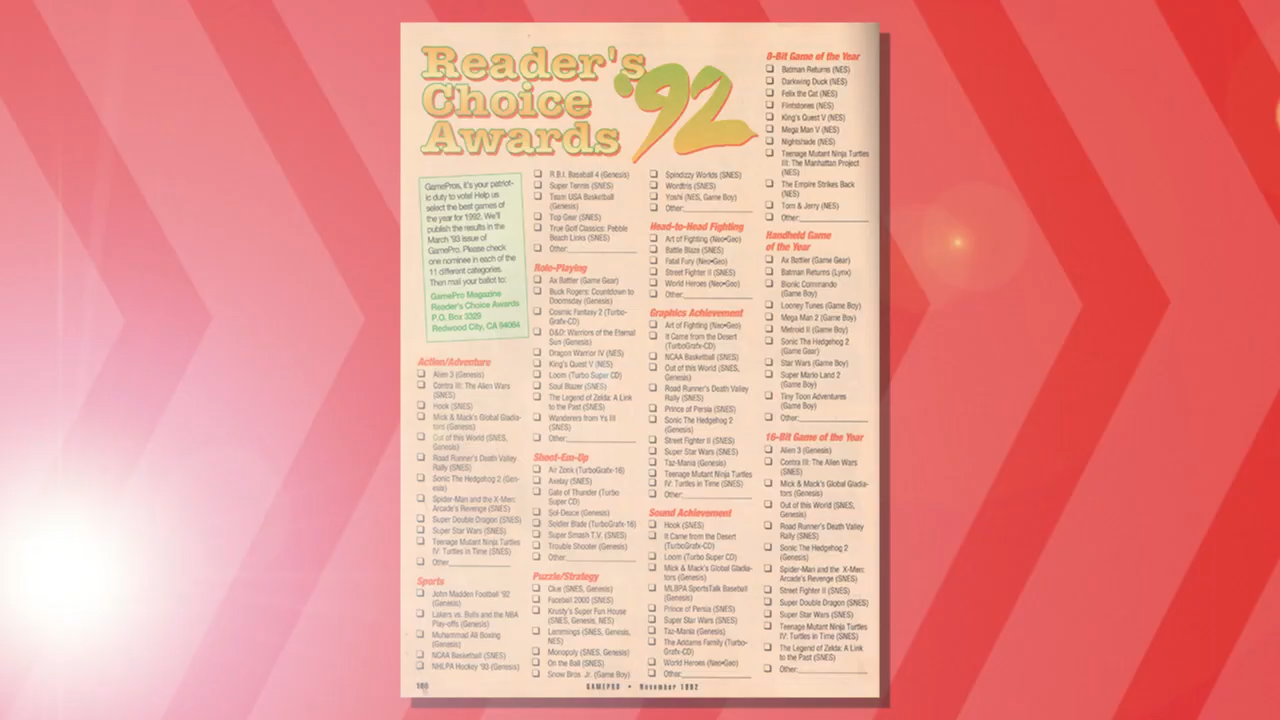 Reader's
Choice
Awards
'92
GamePros, it's your patriot-
ic duty to vote! Help us
select the best games of
the year for 1992. We'll
publish the results in the
March '93 issue of
GamePro. Please check
one nominee in each of the
11 different categories.
Then mail your ballot to:
GamePro Magazine
Reader's Choice Awards
P.O. Box 3329
Redwood City, CA 94064
Action/Adventure
Alien 3 (Genesis)
Contra III: The Alien Wars
(SNES)
Hook (SNES)
Mick & Mack's Global Gladia-
tors (Genesis)
Out of this World (SNES,
Genesis)
Road Runner's Death Valley
Rally (SNES)
Sonic The Hedgehog 2 (Gen-
esis)
Spider-Man and the X-Men:
Arcade's Revenge (SNES)
Super Double Dragon (SNES)
Super Star Wars (SNES)
Teenage Mutant Ninja Turtles
IV: Turtles in Time (SNES)
Other
Sports
John Madden Football '92
(Genesis)
Lakers vs. Bulls and the NBA
Play-offs (Genesis)
Muhammad Ali Boxing
(Genesis)
NCAA Basketball (SNES)
NHLPA Hockey '93 (Genesis)
R.B.I. Baseball 4 (Genesis)
Super Tennis (SNES)
Team USA Basketball
(Genesis)
Top Gear (SNES)
True Golf Classics: Pebble
Beach Links (SNES)
Other:
Role-Playing
Ax Battler (Game Gear)
Buck Rogers: Countdown to
Doomsday (Genesis)
Cosmic Fantasy 2 (Turbo-
Grafx-CD)
D&D: Warriors of the Eternal
Sun (Genesis)
Dragon Warrior IV (NES)
King's Quest V (NES)
Loom (Turbo Super CD)
Soul Blazer (SNES)
The Legend of Zelda: A Link
to the Past (SNES)
Wanderers from Ys III
(SNES)
Other:
Shoot-Em-Up
Air Zonk (TurboGrafx-16)
Axelay (SNES)
Gate of Thunder (Turbo
Super CD)
Sol-Deace (Genesis)
Soldier Blade (TurboGrafx-16)
Super Smash T.V. (SNES)
Trouble Shooter (Genesis)
Other:
Puzzle/Strategy
Clue (SNES, Genesis)
Faceball 2000 (SNES)
Krusty's Super Fun House
(SNES, Genesis, NES)
Lemmings (SNES, Genesis,
NES)
Monopoly (SNES, Genesis)
On the Ball (SNES)
Snow Bros. Jr. (Game Boy)
Spindizzy Worlds (SNES)
Wordtris (SNES)
Yoshi (NES, Game Boy)
Other:
Head-to-Head Fighting
Art of Fighting (Neo•Geo)
Battle Blaze (SNES)
Fatal Fury (Neo•Geo)
Street Fighter II (SNES)
World Heroes (Neo•Geo)
Other:
Graphics Achievement
Art of Fighting (Neo•Geo)
It Came from the Desert
(TurboGrafx-CD)
NCAA Basketball (SNES)
Out of this World (SNES,
Genesis)
Road Runner's Death Valley
Rally (SNES)
Prince of Persia (SNES)
Sonic The Hedgehog 2
(Genesis)
Street Fighter II (SNES)
Super Star Wars (SNES)
Taz-Mania (Genesis)
Teenage Mutant Ninja Turtles
IV: Turtles in Time (SNES)
Other:
Sound Achievement
Hook (SNES)
It Came from the Desert
(TurboGrafx-CD)
Loom (Turbo Super CD)
Mick & Mack's Global Gladia-
tors (Genesis)
MLBPA SportsTalk Baseball
(Genesis)
Prince of Persia (SNES)
Super Star Wars (SNES)
Taz-Mania (Genesis)
The Addams Family (Turbo-
Grafx-CD)
World Heroes (Neo•Geo)
Other:
8-Bit Game of the Year
Batman Returns (NES)
Darkwing Duck (NES)
Felix the Cat (NES)
Flintstones (NES)
King's Quest V (NES)
Mega Man V (NES)
Nightshade (NES)
Teenage Mutant Ninja Turtles
III: The Manhattan Project
(NES)
The Empire Strikes Back
(NES)
Tom & Jerry (NES)
Other:
Handheld Game
of the Year
Ax Battler (Game Gear)
Batman Returns (Lynx)
Bionic Commando
(Game Boy)
Looney Tunes (Game Boy)
Mega Man 2 (Game Boy)
Metroid II (Game Boy)
Sonic The Hedgehog 2
(Game Gear)
Star Wars (Game Boy)
Super Mario Land 2
(Game Boy)
Tiny Toon Adventures
(Game Boy)
Other:
16-Bit Game of the Year
Alien 3 (Genesis)
Contra III: The Alien Wars
(SNES)
Mick & Mack's Global Gladia-
tors (Genesis)
Out of this World (SNES,
Genesis)
Road Runner's Death Valley
Rally (SNES)
Sonic The Hedgehog 2
(Genesis)
Spider-Man and the X-Men:
Arcade's Revenge (SNES)
Street Fighter II (SNES)
Super Double Dragon (SNES)
Super Star Wars (SNES)
Teenage Mutant Ninja Turtles
IV: Turtles in Time (SNES)
The Legend of Zelda: A Link
to the Past (SNES)
Other:
GAMEPRO • November 1992